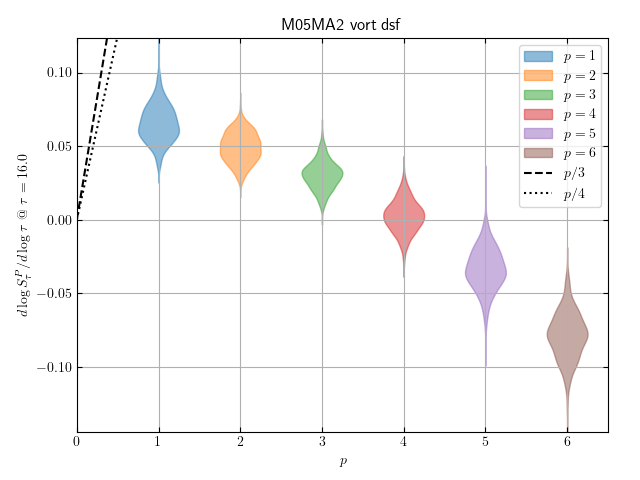 M05MA2 vort dsf
d log S_τ^P / d log τ @ τ = 16.0
0.10
0.05
0.00
−0.05
−0.10
0 1 2 3 4 5 6
p
p = 1
p = 2
p = 3
p = 4
p = 5
p = 6
p/3
p/4